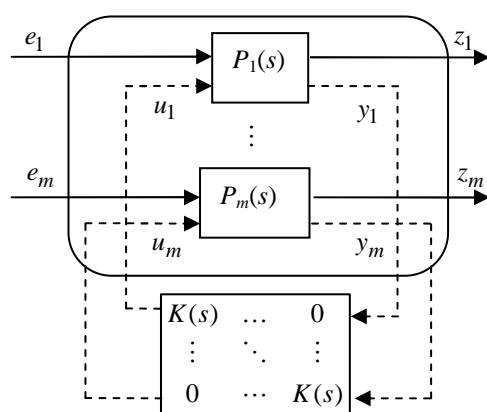 e₁ P₁(s) z₁
u₁ y₁
⋮
eₘ Pₘ(s) zₘ
uₘ yₘ
K(s) … 0
⋮ ⋱ ⋮
0 … K(s)